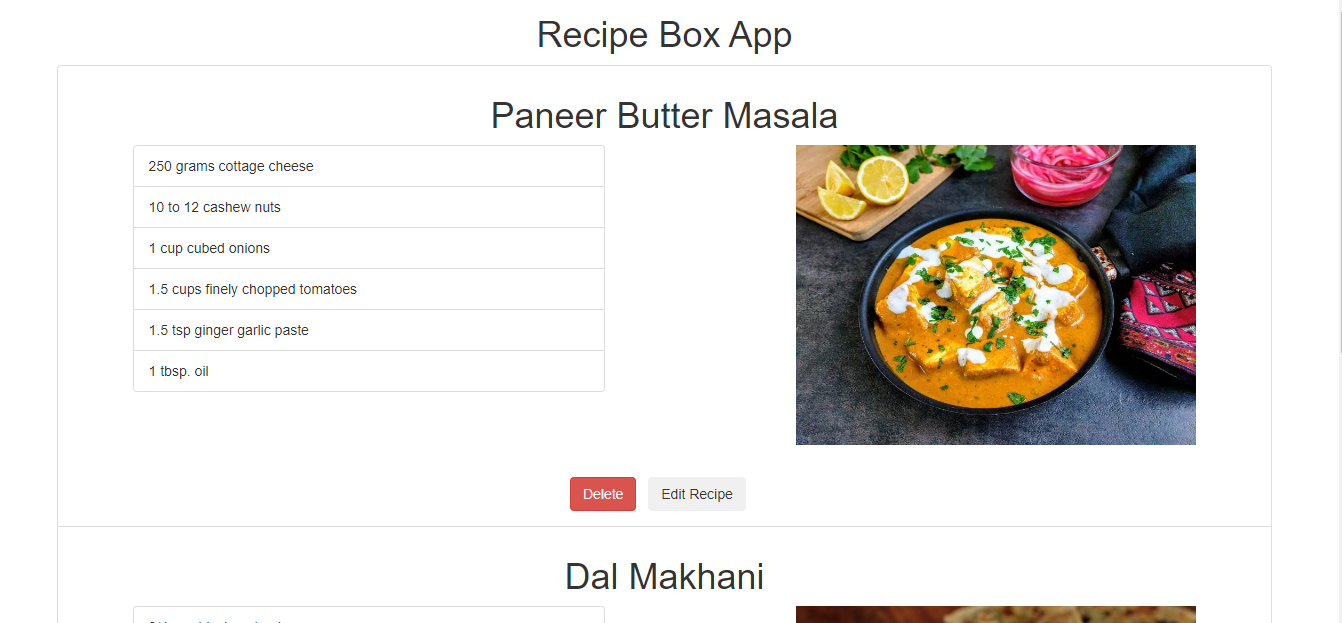 Recipe Box App
Paneer Butter Masala
250 grams cottage cheese
10 to 12 cashew nuts
1 cup cubed onions
1.5 cups finely chopped tomatoes
1.5 tsp ginger garlic paste
1 tbsp. oil
Delete Edit Recipe
Dal Makhani